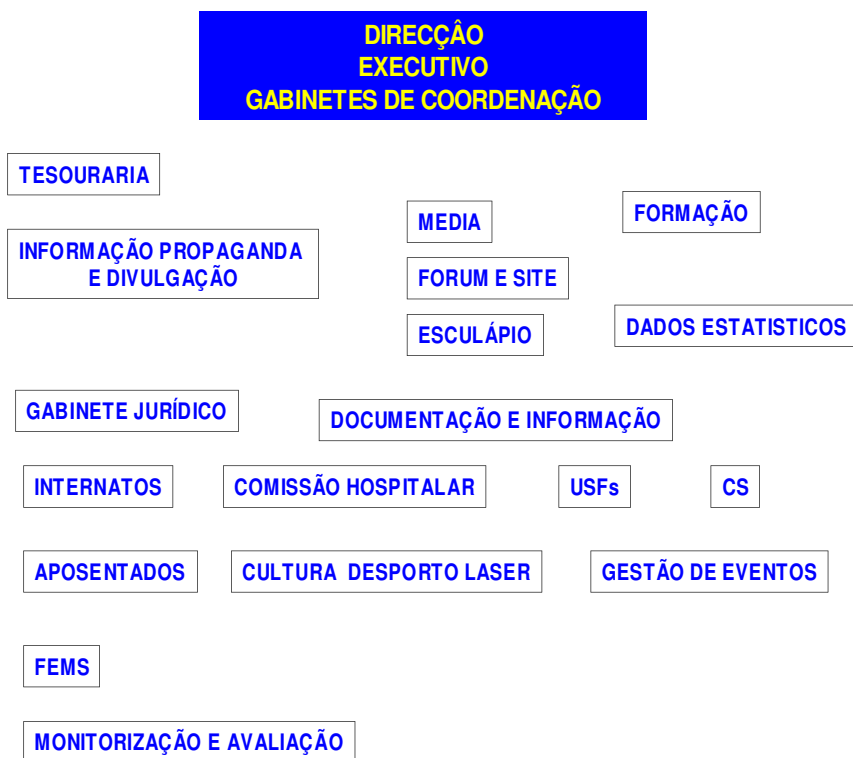 DIRECÇÂO
EXECUTIVO
GABINETES DE COORDENAÇÃO
TESOURARIA
INFORMAÇÃO PROPAGANDA
E DIVULGAÇÃO
MEDIA
FORMAÇÃO
FORUM E SITE
ESCULÁPIO
DADOS ESTATISTICOS
GABINETE JURÍDICO
DOCUMENTAÇÃO E INFORMAÇÃO
INTERNATOS
COMISSÃO HOSPITALAR
USFs
CS
APOSENTADOS
CULTURA DESPORTO LASER
GESTÃO DE EVENTOS
FEMS
MONITORIZAÇÃO E AVALIAÇÃO